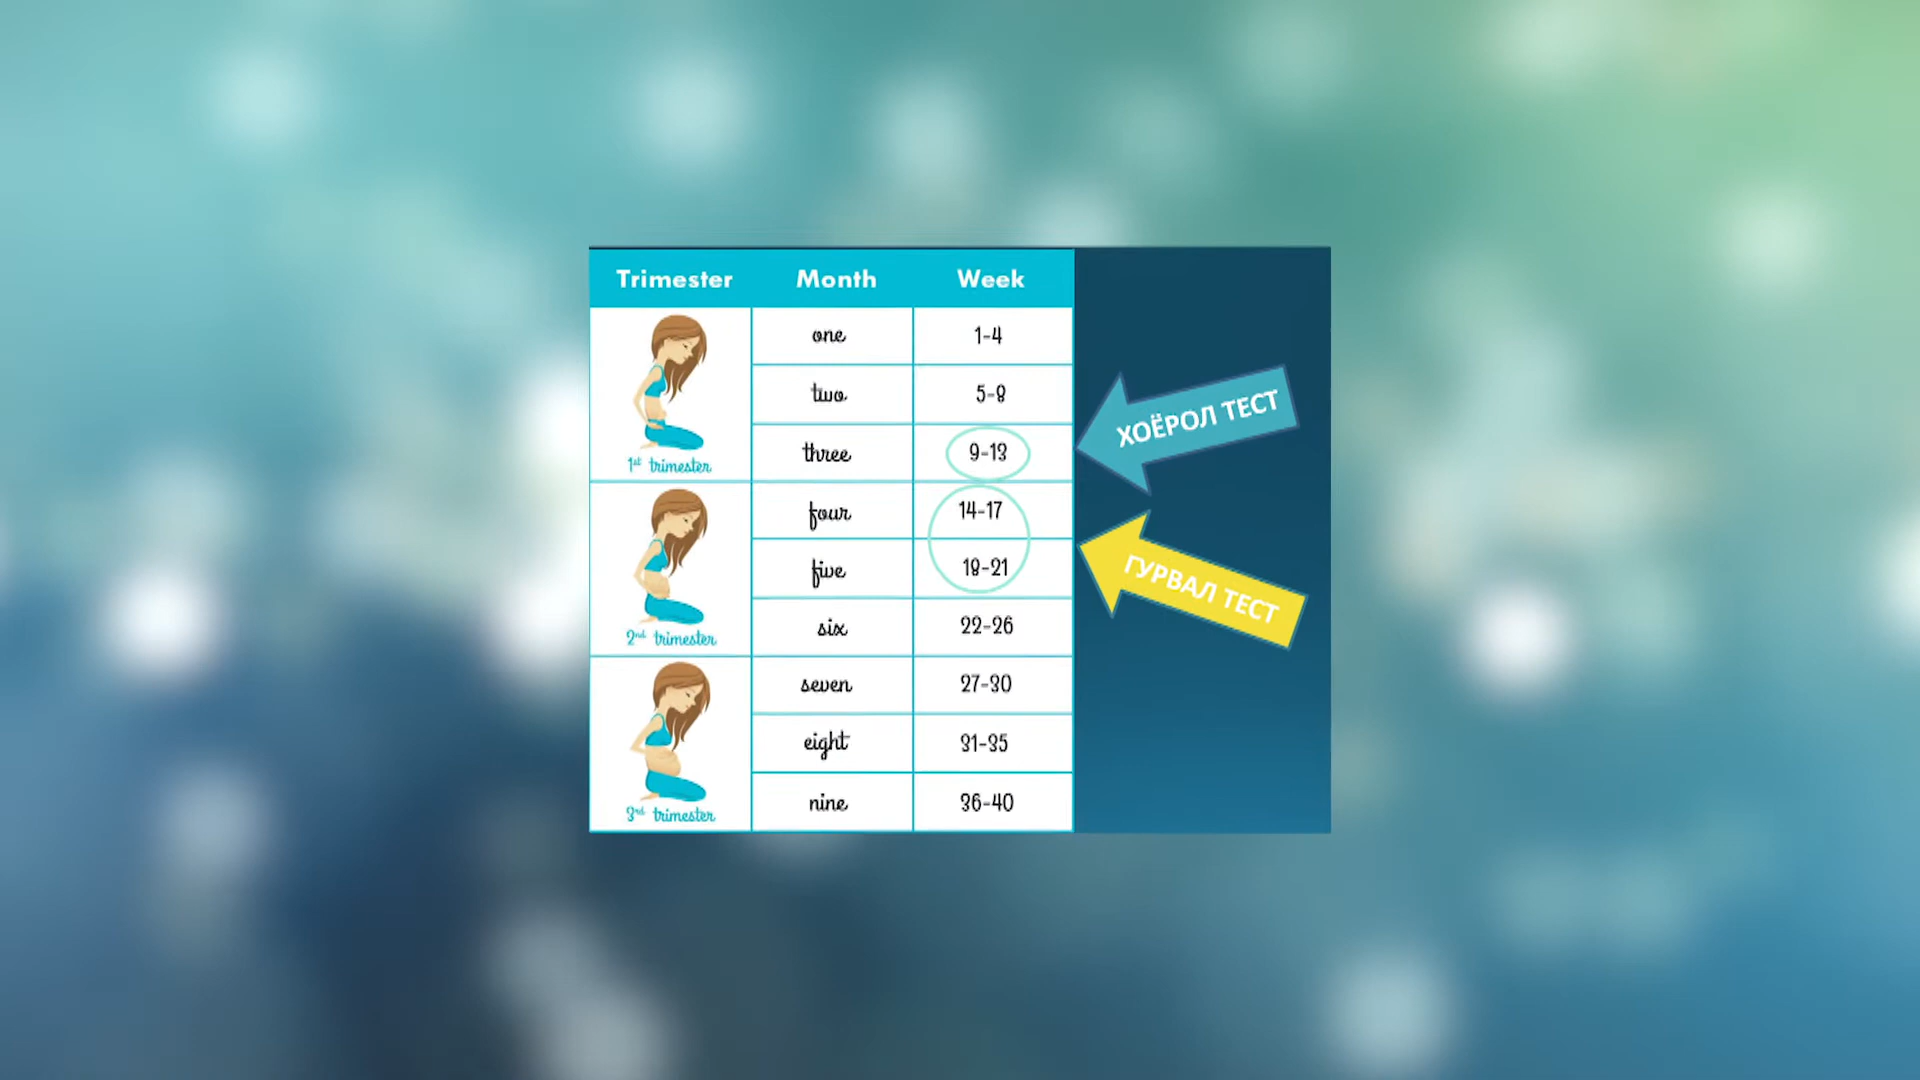 Trimester Month Week
one 1-4
two 5-8
three 9-13
1st trimester
four 14-17
five 18-21
six 22-26
2nd trimester
seven 27-30
eight 31-35
nine 36-40
3rd trimester
ХОЁРОЛ ТЕСТ
ГУРВАЛ ТЕСТ